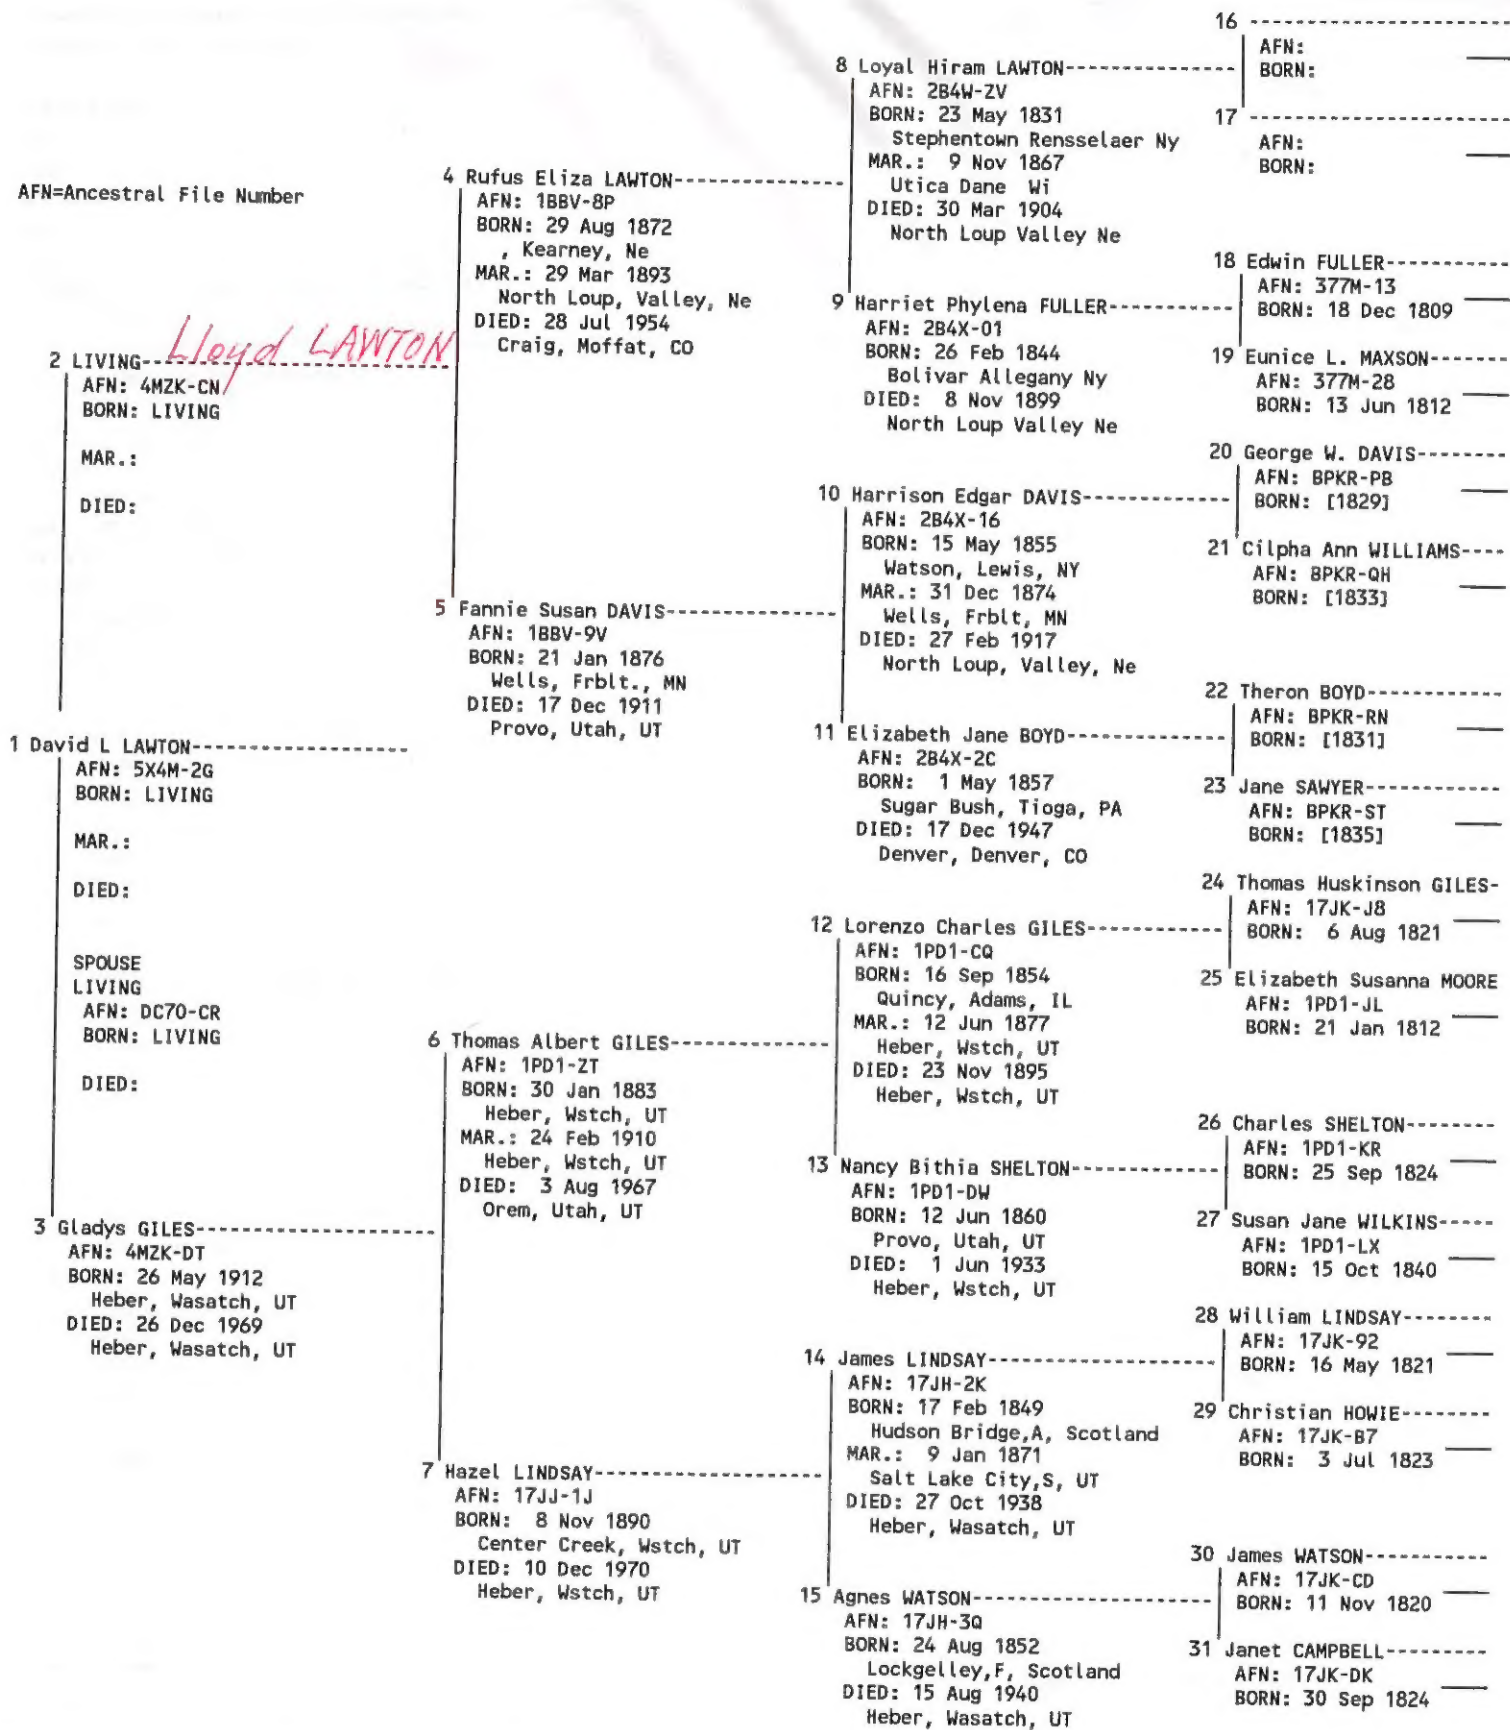 AFN=Ancestral File Number
2 LIVING--------------------
Lloyd LAWTON
AFN: 4MZK-CN
BORN: LIVING
MAR.:
DIED:
1 David L LAWTON------------------
AFN: 5X4M-2G
BORN: LIVING
MAR.:
DIED:
SPOUSE
LIVING
AFN: DC70-CR
BORN: LIVING
DIED:
3 Gladys GILES--------------------
AFN: 4MZK-DT
BORN: 26 May 1912
Heber, Wasatch, UT
DIED: 26 Dec 1969
Heber, Wasatch, UT
4 Rufus Eliza LAWTON--------------
AFN: 1BBV-8P
BORN: 29 Aug 1872
, Kearney, Ne
MAR.: 29 Mar 1893
North Loup, Valley, Ne
DIED: 28 Jul 1954
Craig, Moffat, CO
5 Fannie Susan DAVIS--------------
AFN: 1BBV-9V
BORN: 21 Jan 1876
Wells, Frblt., MN
DIED: 17 Dec 1911
Provo, Utah, UT
6 Thomas Albert GILES-------------
AFN: 1PD1-ZT
BORN: 30 Jan 1883
Heber, Wstch, UT
MAR.: 24 Feb 1910
Heber, Wstch, UT
DIED: 3 Aug 1967
Orem, Utah, UT
7 Hazel LINDSAY-------------------
AFN: 17JJ-1J
BORN: 8 Nov 1890
Center Creek, Wstch, UT
DIED: 10 Dec 1970
Heber, Wstch, UT
8 Loyal Hiram LAWTON--------------
AFN: 2B4W-ZV
BORN: 23 May 1831
Stephentown Rensselaer Ny
MAR.: 9 Nov 1867
Utica Dane Wi
DIED: 30 Mar 1904
North Loup Valley Ne
9 Harriet Phylena FULLER----------
AFN: 2B4X-01
BORN: 26 Feb 1844
Bolivar Allegany Ny
DIED: 8 Nov 1899
North Loup Valley Ne
10 Harrison Edgar DAVIS------------
AFN: 2B4X-16
BORN: 15 May 1855
Watson, Lewis, NY
MAR.: 31 Dec 1874
Wells, Frblt, MN
DIED: 27 Feb 1917
North Loup, Valley, Ne
11 Elizabeth Jane BOYD-------------
AFN: 2B4X-2C
BORN: 1 May 1857
Sugar Bush, Tioga, PA
DIED: 17 Dec 1947
Denver, Denver, CO
12 Lorenzo Charles GILES-----------
AFN: 1PD1-CQ
BORN: 16 Sep 1854
Quincy, Adams, IL
MAR.: 12 Jun 1877
Heber, Wstch, UT
DIED: 23 Nov 1895
Heber, Wstch, UT
13 Nancy Bithia SHELTON------------
AFN: 1PD1-DW
BORN: 12 Jun 1860
Provo, Utah, UT
DIED: 1 Jun 1933
Heber, Wstch, UT
14 James LINDSAY-------------------
AFN: 17JH-2K
BORN: 17 Feb 1849
Hudson Bridge,A, Scotland
MAR.: 9 Jan 1871
Salt Lake City,S, UT
DIED: 27 Oct 1938
Heber, Wasatch, UT
15 Agnes WATSON--------------------
AFN: 17JH-3Q
BORN: 24 Aug 1852
Lockgelley,F, Scotland
DIED: 15 Aug 1940
Heber, Wasatch, UT
16 ---------------------
AFN:
BORN:
17 ---------------------
AFN:
BORN:
18 Edwin FULLER----------
AFN: 377M-13
BORN: 18 Dec 1809
19 Eunice L. MAXSON------
AFN: 377M-28
BORN: 13 Jun 1812
20 George W. DAVIS-------
AFN: BPKR-PB
BORN: [1829]
21 Cilpha Ann WILLIAMS----
AFN: BPKR-QH
BORN: [1833]
22 Theron BOYD-----------
AFN: BPKR-RN
BORN: [1831]
23 Jane SAWYER-----------
AFN: BPKR-ST
BORN: [1835]
24 Thomas Huskinson GILES-
AFN: 17JK-J8
BORN: 6 Aug 1821
25 Elizabeth Susanna MOORE
AFN: 1PD1-JL
BORN: 21 Jan 1812
26 Charles SHELTON-------
AFN: 1PD1-KR
BORN: 25 Sep 1824
27 Susan Jane WILKINS-----
AFN: 1PD1-LX
BORN: 15 Oct 1840
28 William LINDSAY-------
AFN: 17JK-92
BORN: 16 May 1821
29 Christian HOWIE-------
AFN: 17JK-B7
BORN: 3 Jul 1823
30 James WATSON----------
AFN: 17JK-CD
BORN: 11 Nov 1820
31 Janet CAMPBELL--------
AFN: 17JK-DK
BORN: 30 Sep 1824